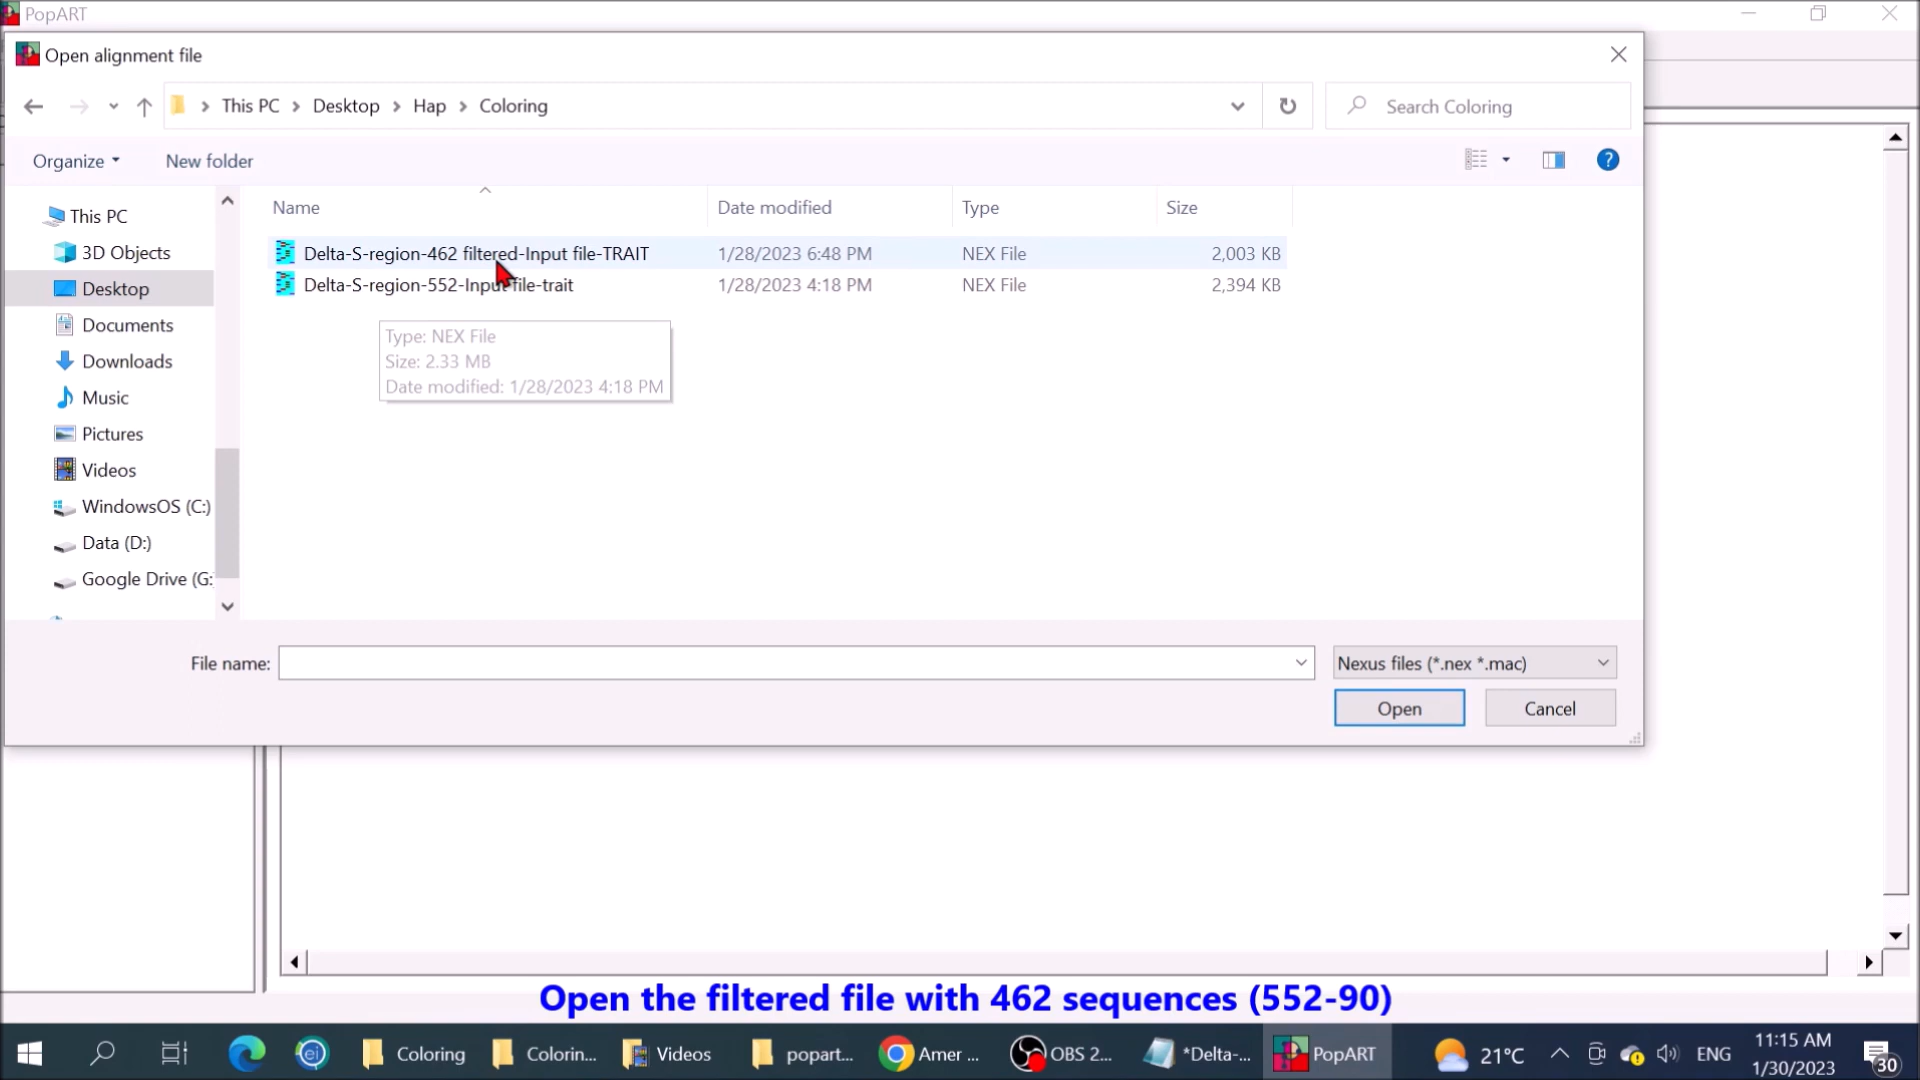 PopART
Open alignment file
This PC > Desktop > Hap > Coloring
Search Coloring
Organize
New folder
Name Date modified Type Size
Delta-S-region-462 filtered-Input file-TRAIT 1/28/2023 6:48 PM NEX File 2,003 KB
Delta-S-region-552-Input file-trait 1/28/2023 4:18 PM NEX File 2,394 KB
Type: NEX File
Size: 2.33 MB
Date modified: 1/28/2023 4:18 PM
This PC
3D Objects
Desktop
Documents
Downloads
Music
Pictures
Videos
WindowsOS (C:)
Data (D:)
Google Drive (G:
File name:
Nexus files (*.nex *.mac)
Open
Cancel
Open the filtered file with 462 sequences (552-90)
Coloring
Colorin...
Videos
popart...
Amer ...
OBS 2...
*Delta-...
PopART
21°C
ENG
11:15 AM
1/30/2023
30